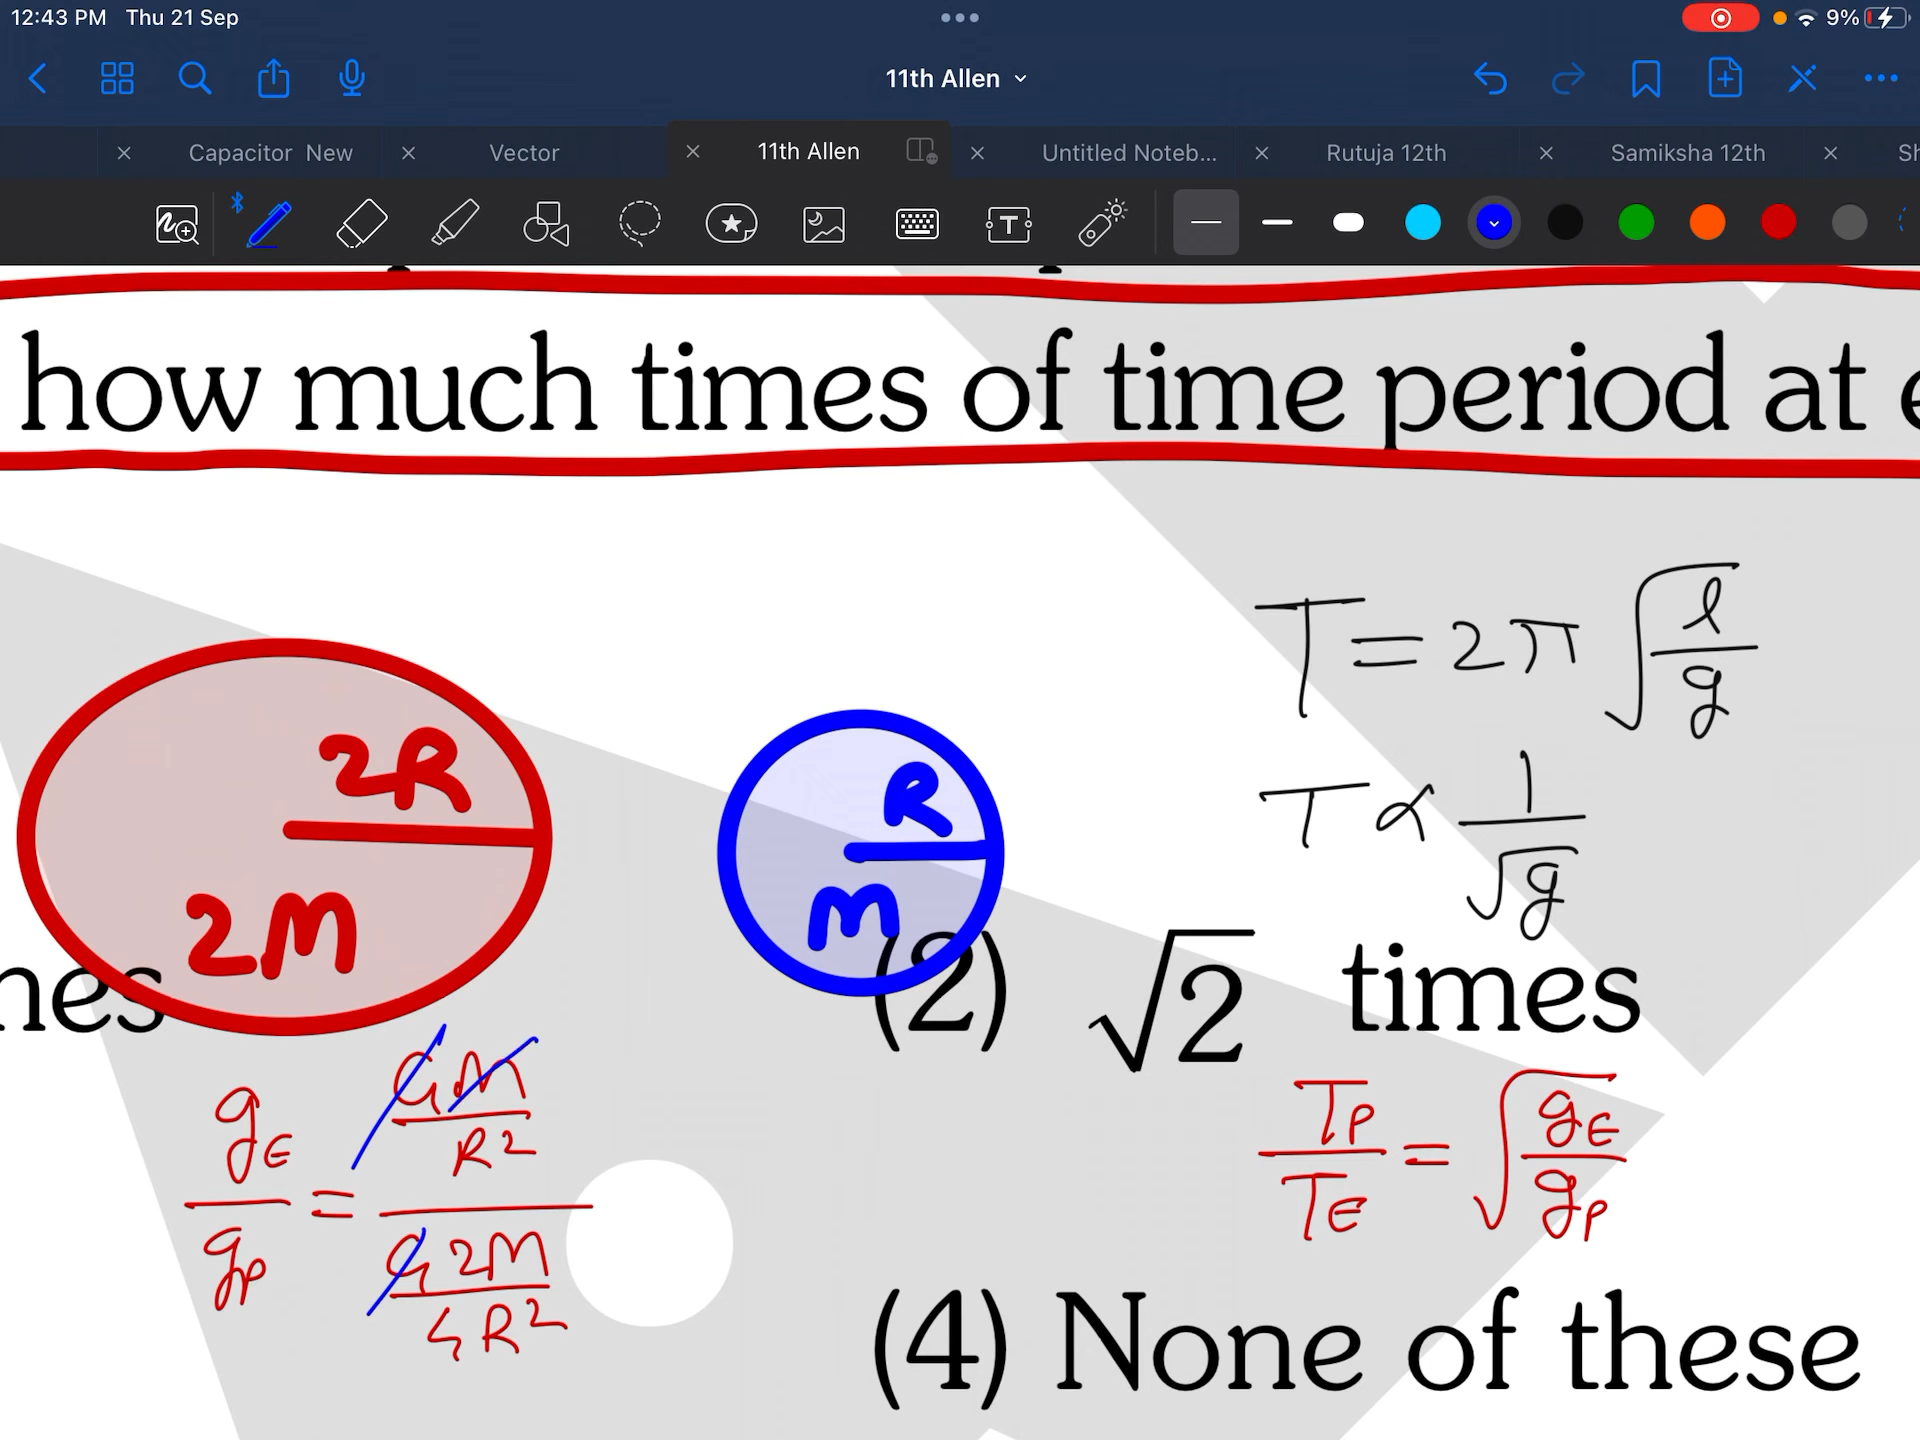 12:43 PM Thu 21 Sep
9%
11th Allen
Capacitor New
Vector
11th Allen
Untitled Noteb...
Rutuja 12th
Samiksha 12th
Sh
how much times of time period at e
T = 2π √(l/g)
2R
2M
R
M
T ∝ 1/√g
nes
(2) √2 times
gE/gP = (GM/R²)/(G2M/4R²)
TP/TE = √(gE/gP)
(4) None of these